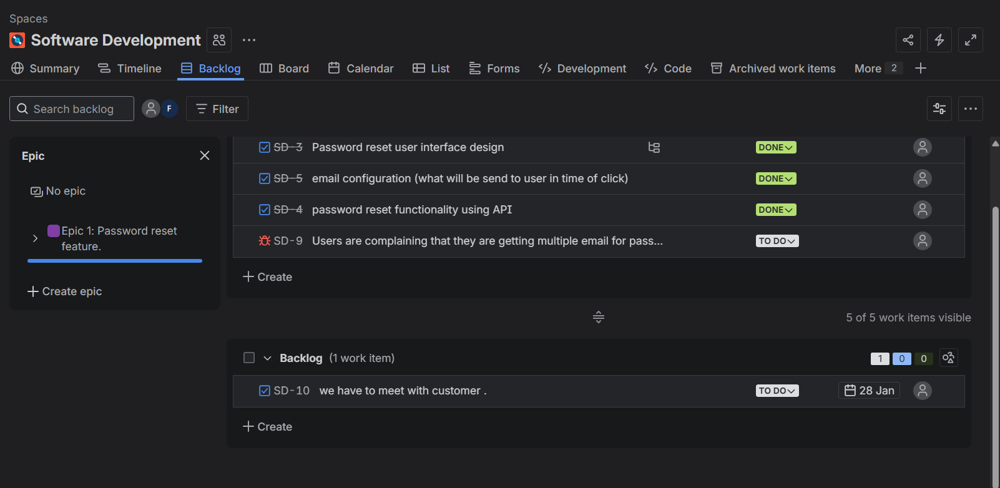 Spaces
Software Development
Summary Timeline Backlog Board Calendar List Forms Development Code Archived work items More 2
Search backlog F Filter
Epic
No epic
Epic 1: Password reset
feature.
Create epic
SD-3 Password reset user interface design DONE
SD-5 email configuration (what will be send to user in time of click) DONE
SD-4 password reset functionality using API DONE
SD-9 Users are complaining that they are getting multiple email for pass... TO DO
Create
5 of 5 work items visible
Backlog (1 work item) 1 0 0
SD-10 we have to meet with customer . TO DO 28 Jan
Create